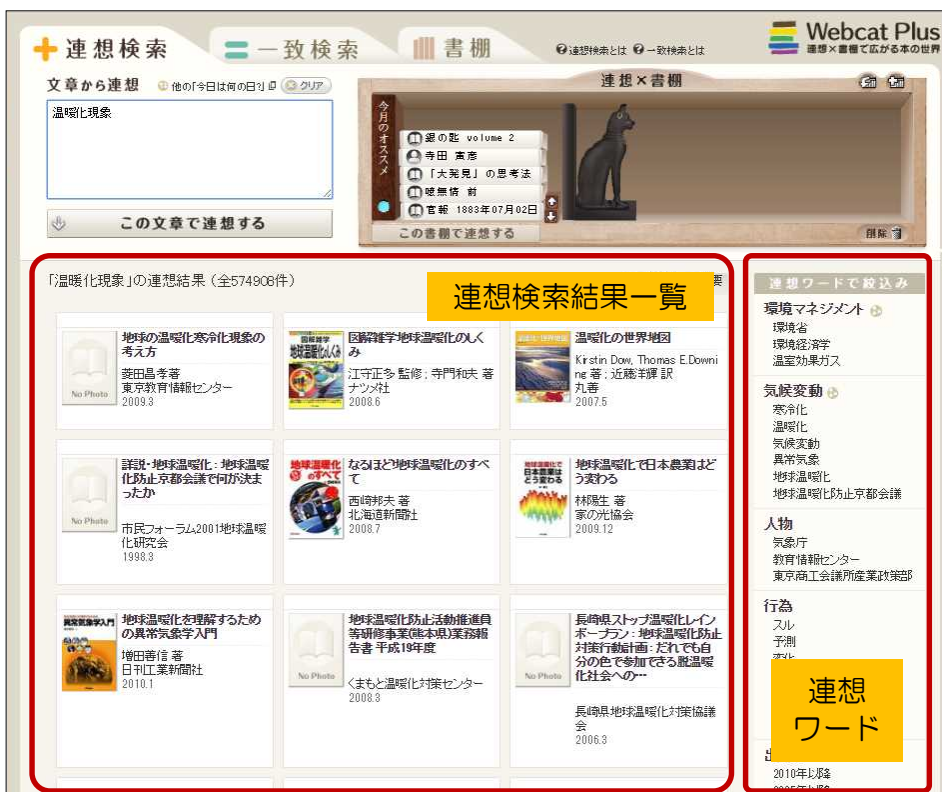 連想検索
一致検索
書棚
?連想検索とは ?一致検索とは
Webcat Plus
連想×書棚で広がる本の世界
文章から連想
他の「今日は何の日?」
クリア
温暖化現象
この文章で連想する
連想×書棚
今月のオススメ
銀の匙 volume 2
寺田 寅彦
「大発見」の思考法
聴無情 前
官報 1883年07月02日
この書棚で連想する
削除
「温暖化現象」の連想結果(全574908件)
要
連想検索結果一覧
地球の温暖化寒冷化現象の
考え方
菱田昌孝著
東京教育情報センター
2009.3
No Photo
図解雑学地球温暖化のしく
み
江守正多 監修 ; 寺門和夫 著
ナツメ社
2008.6
温暖化の世界地図
Kirstin Dow, Thomas E.Downi
ng 著 ; 近藤洋輝 訳
丸善
2007.5
詳説・地球温暖化 : 地球温暖
化防止京都会議で何が決ま
ったか
市民フォーラム2001地球温暖
化研究会
1998.3
No Photo
なるほど地球温暖化のすべ
て
西崎邦夫 著
北海道新聞社
2008.7
地球温暖化で日本農業はど
う変わる
林陽生 著
家の光協会
2009.12
地球温暖化を理解するため
の異常気象学入門
増田善信 著
日刊工業新聞社
2010.1
地球温暖化防止活動推進員
等研修事業(熊本県)業務報
告書 平成19年度
くまもと温暖化対策センター
2008.3
No Photo
長崎県ストップ温暖化レイン
ボープラン : 地球温暖化防止
対策行動計画 : だれでも自
分の色で参加できる脱温暖
化社会への…
長崎県地球温暖化対策協議
会
2006.3
No Photo
連想ワードで絞込み
環境マネジメント
環境省
環境経済学
温室効果ガス
気候変動
寒冷化
温暖化
気候変動
異常気象
地球温暖化
地球温暖化防止京都会議
人物
気象庁
教育情報センター
東京商工会議所産業政策部
行為
スル
予測
変化
連想
ワード
2010年以降